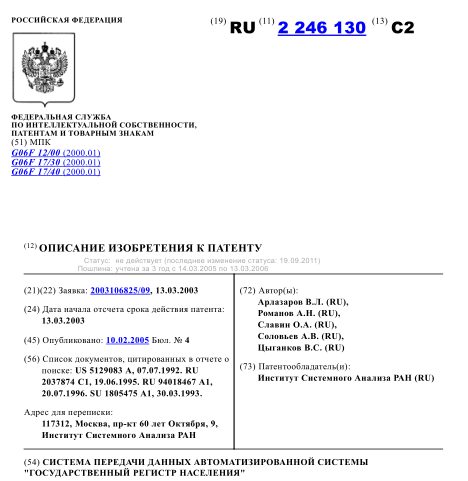 РОССИЙСКАЯ ФЕДЕРАЦИЯ
(19) RU (11) 2 246 130 (13) C2
ФЕДЕРАЛЬНАЯ СЛУЖБА
ПО ИНТЕЛЛЕКТУАЛЬНОЙ СОБСТВЕННОСТИ,
ПАТЕНТАМ И ТОВАРНЫМ ЗНАКАМ
(51) МПК
G06F 12/00 (2000.01)
G06F 17/30 (2000.01)
G06F 17/40 (2000.01)
(12) ОПИСАНИЕ ИЗОБРЕТЕНИЯ К ПАТЕНТУ
Статус: не действует (последнее изменение статуса: 19.09.2011)
Пошлина: учтена за 3 год с 14.03.2005 по 13.03.2006
(21)(22) Заявка: 2003106825/09, 13.03.2003
(24) Дата начала отсчета срока действия патента:
13.03.2003
(45) Опубликовано: 10.02.2005 Бюл. № 4
(56) Список документов, цитированных в отчете о
поиске: US 5129083 A, 07.07.1992. RU
2037874 C1, 19.06.1995. RU 94018467 A1,
20.07.1996. SU 1805475 A1, 30.03.1993.
Адрес для переписки:
117312, Москва, пр-кт 60 лет Октября, 9,
Институт Системного Анализа РАН
(72) Автор(ы):
Арлазаров В.Л. (RU),
Романов А.Н. (RU),
Славин О.А. (RU),
Соловьев А.В. (RU),
Цыганков В.С. (RU)
(73) Патентообладатель(и):
Институт Системного Анализа РАН (RU)
(54) СИСТЕМА ПЕРЕДАЧИ ДАННЫХ АВТОМАТИЗИРОВАННОЙ СИСТЕМЫ
"ГОСУДАРСТВЕННЫЙ РЕГИСТР НАСЕЛЕНИЯ"